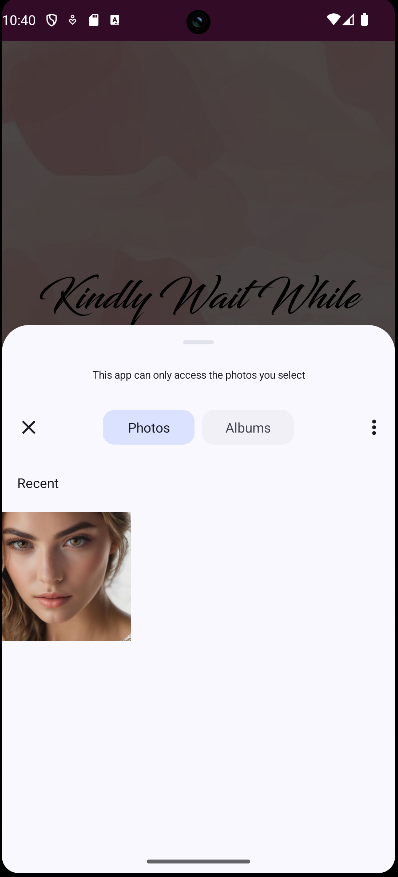 10:40
Kindly Wait While
This app can only access the photos you select
Photos
Albums
Recent